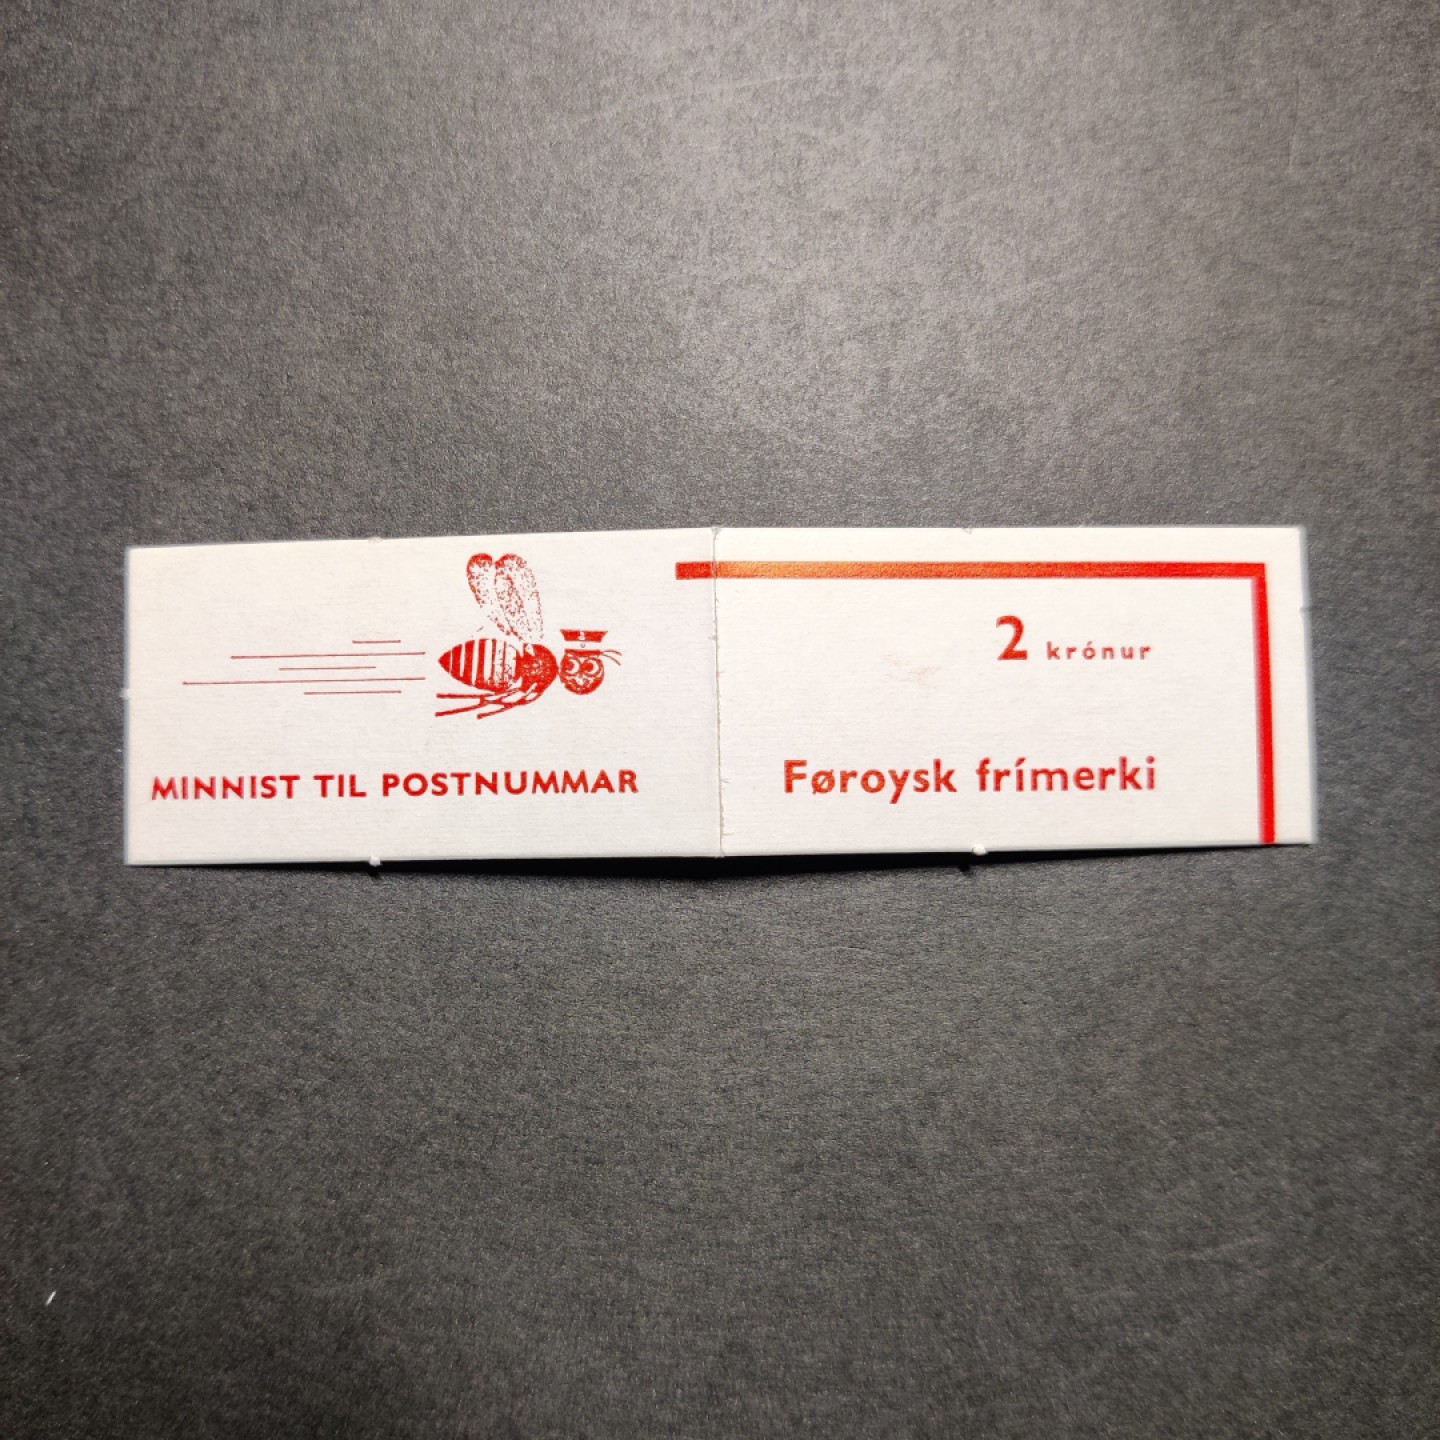 MINNIST TIL POSTNUMMAR
2 krónur
Føroysk frímerki